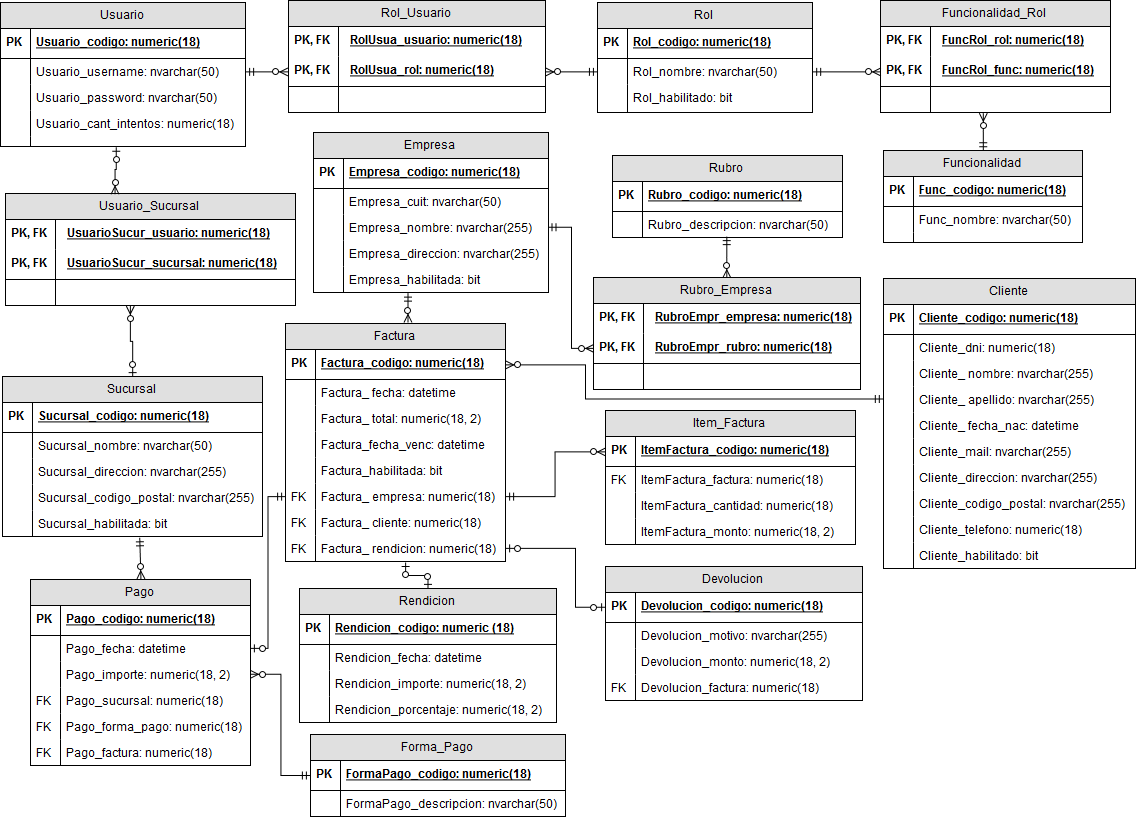 Usuario
PK Usuario_codigo: numeric(18)
Usuario_username: nvarchar(50)
Usuario_password: nvarchar(50)
Usuario_cant_intentos: numeric(18)
Rol_Usuario
PK, FK RolUsua_usuario: numeric(18)
PK, FK RolUsua_rol: numeric(18)
Rol
PK Rol_codigo: numeric(18)
Rol_nombre: nvarchar(50)
Rol_habilitado: bit
Funcionalidad_Rol
PK, FK FuncRol_rol: numeric(18)
PK, FK FuncRol_func: numeric(18)
Empresa
PK Empresa_codigo: numeric(18)
Empresa_cuit: nvarchar(50)
Empresa_nombre: nvarchar(255)
Empresa_direccion: nvarchar(255)
Empresa_habilitada: bit
Rubro
PK Rubro_codigo: numeric(18)
Rubro_descripcion: nvarchar(50)
Funcionalidad
PK Func_codigo: numeric(18)
Func_nombre: nvarchar(50)
Usuario_Sucursal
PK, FK UsuarioSucur_usuario: numeric(18)
PK, FK UsuarioSucur_sucursal: numeric(18)
Rubro_Empresa
PK, FK RubroEmpr_empresa: numeric(18)
PK, FK RubroEmpr_rubro: numeric(18)
Cliente
PK Cliente_codigo: numeric(18)
Cliente_dni: numeric(18)
Cliente_ nombre: nvarchar(255)
Cliente_ apellido: nvarchar(255)
Cliente_ fecha_nac: datetime
Cliente_mail: nvarchar(255)
Cliente_direccion: nvarchar(255)
Cliente_codigo_postal: nvarchar(255)
Cliente_telefono: numeric(18)
Cliente_habilitado: bit
Factura
PK Factura_codigo: numeric(18)
Factura_ fecha: datetime
Factura_total: numeric(18, 2)
Factura_fecha_venc: datetime
Factura_habilitada: bit
FK Factura_ empresa: numeric(18)
FK Factura_ cliente: numeric(18)
FK Factura_ rendicion: numeric(18)
Sucursal
PK Sucursal_codigo: numeric(18)
Sucursal_nombre: nvarchar(50)
Sucursal_direccion: nvarchar(255)
Sucursal_codigo_postal: nvarchar(255)
Sucursal_habilitada: bit
Item_Factura
PK ItemFactura_codigo: numeric(18)
FK ItemFactura_factura: numeric(18)
ItemFactura_cantidad: numeric(18)
ItemFactura_monto: numeric(18, 2)
Pago
PK Pago_codigo: numeric(18)
Pago_fecha: datetime
Pago_importe: numeric(18, 2)
FK Pago_sucursal: numeric(18)
FK Pago_forma_pago: numeric(18)
FK Pago_factura: numeric(18)
Rendicion
PK Rendicion_codigo: numeric (18)
Rendicion_fecha: datetime
Rendicion_importe: numeric(18, 2)
Rendicion_porcentaje: numeric(18, 2)
Devolucion
PK Devolucion_codigo: numeric(18)
Devolucion_motivo: nvarchar(255)
Devolucion_monto: numeric(18, 2)
FK Devolucion_factura: numeric(18)
Forma_Pago
PK FormaPago_codigo: numeric(18)
FormaPago_descripcion: nvarchar(50)